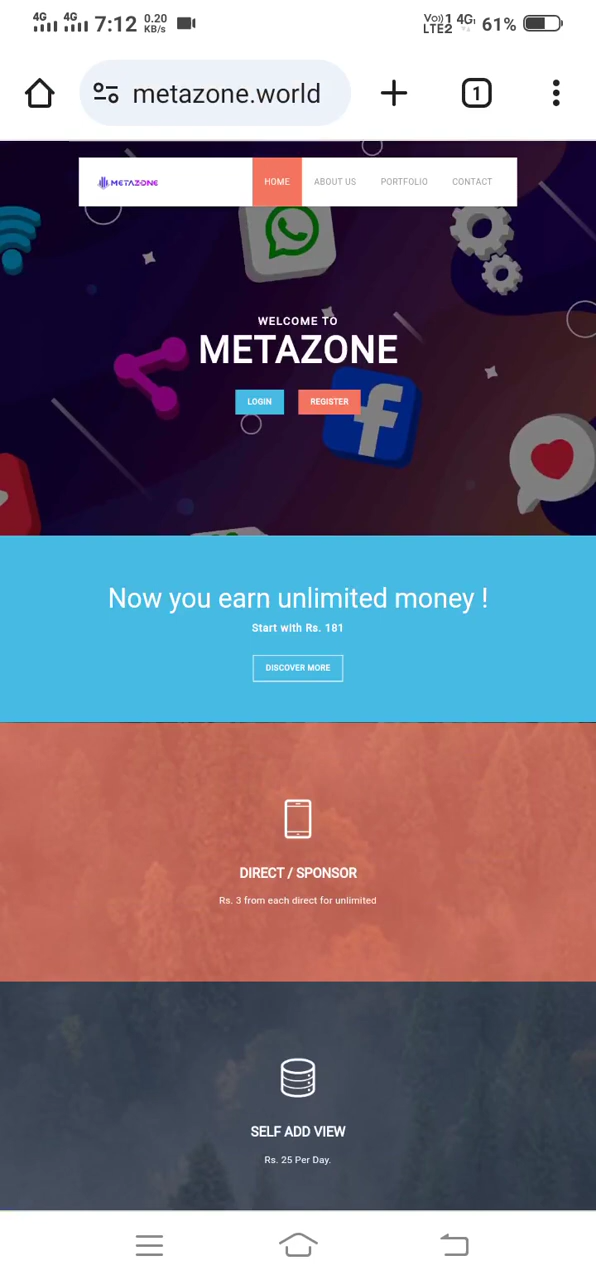 4G 4G 7:12 0.20 KB/s Vo)) 1 4G LTE2 61%
metazone.world 1
METAZONE HOME ABOUT US PORTFOLIO CONTACT
WELCOME TO
METAZONE
LOGIN REGISTER
Now you earn unlimited money !
Start with Rs. 181
DISCOVER MORE
DIRECT / SPONSOR
Rs. 3 from each direct for unlimited
SELF ADD VIEW
Rs. 25 Per Day.